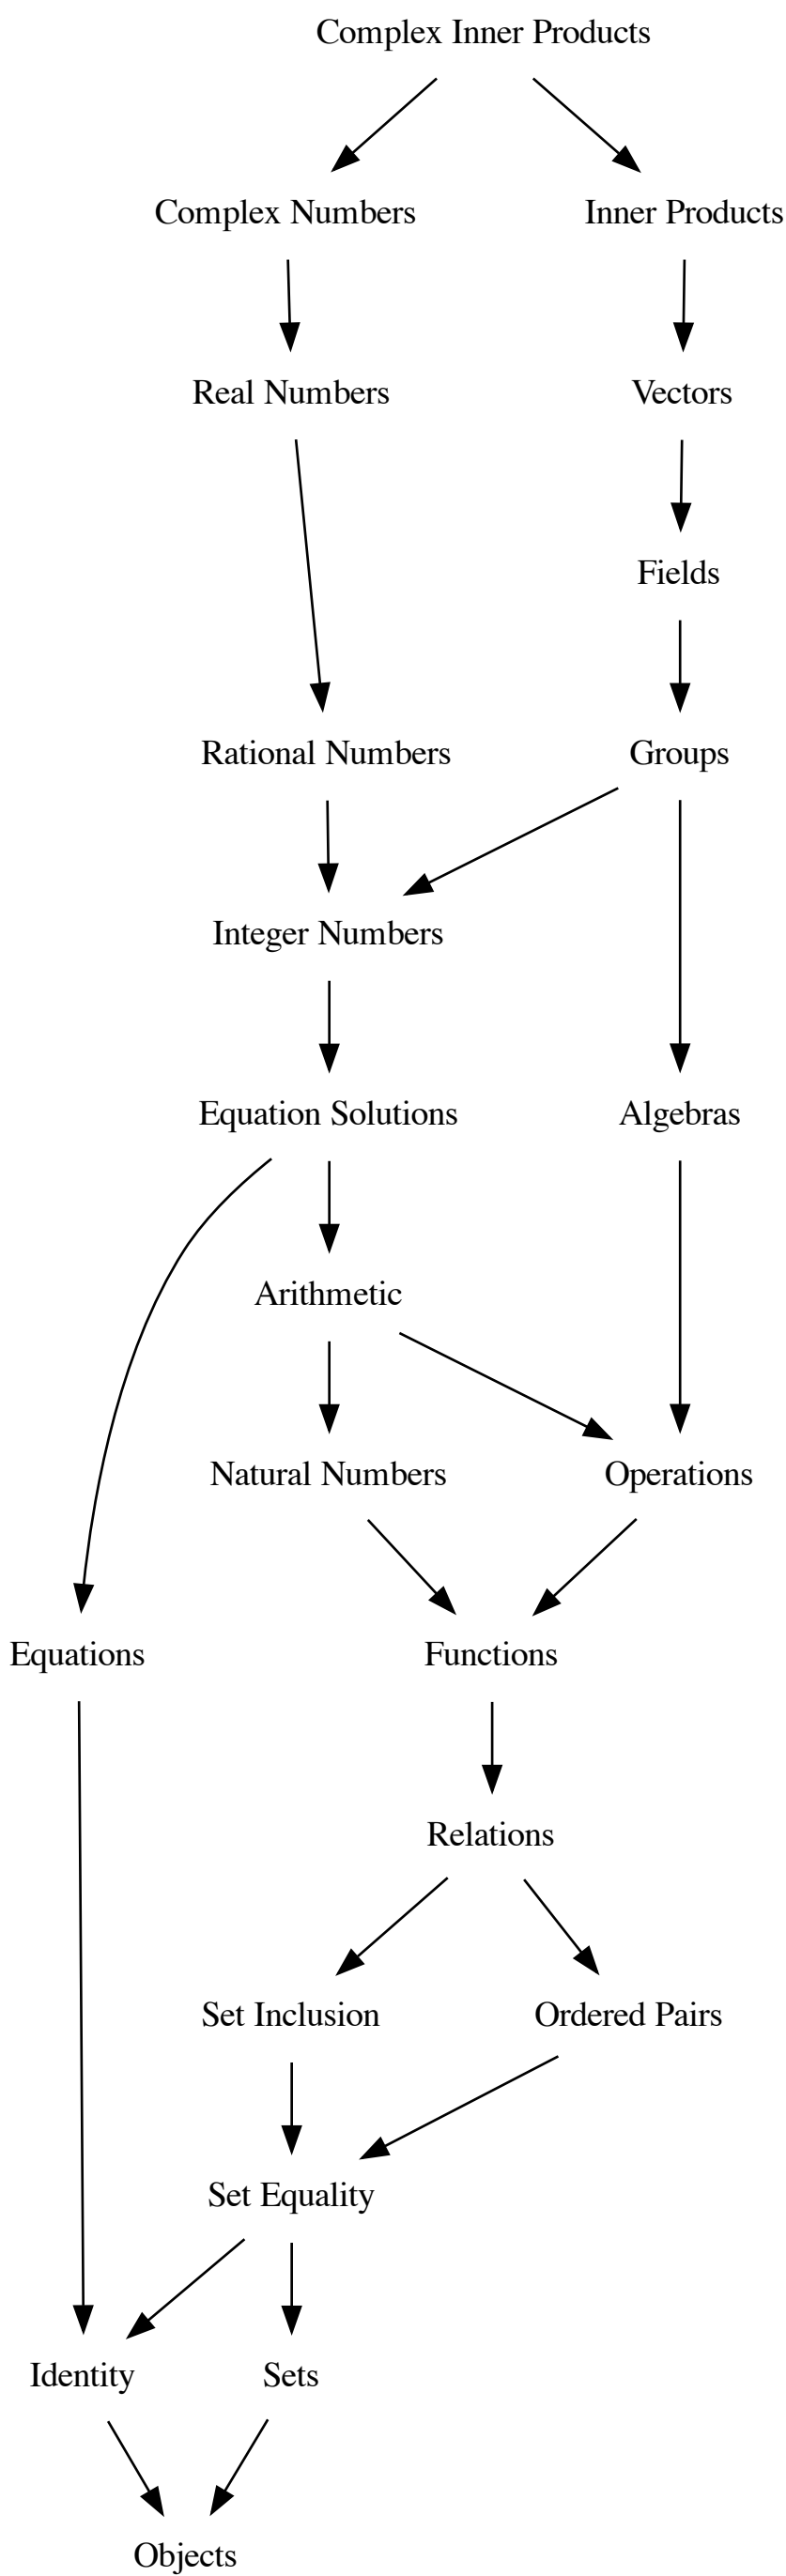 Complex Inner Products
Complex Numbers
Inner Products
Real Numbers
Vectors
Fields
Rational Numbers
Groups
Integer Numbers
Equation Solutions
Algebras
Arithmetic
Natural Numbers
Operations
Equations
Functions
Relations
Set Inclusion
Ordered Pairs
Set Equality
Identity
Sets
Objects